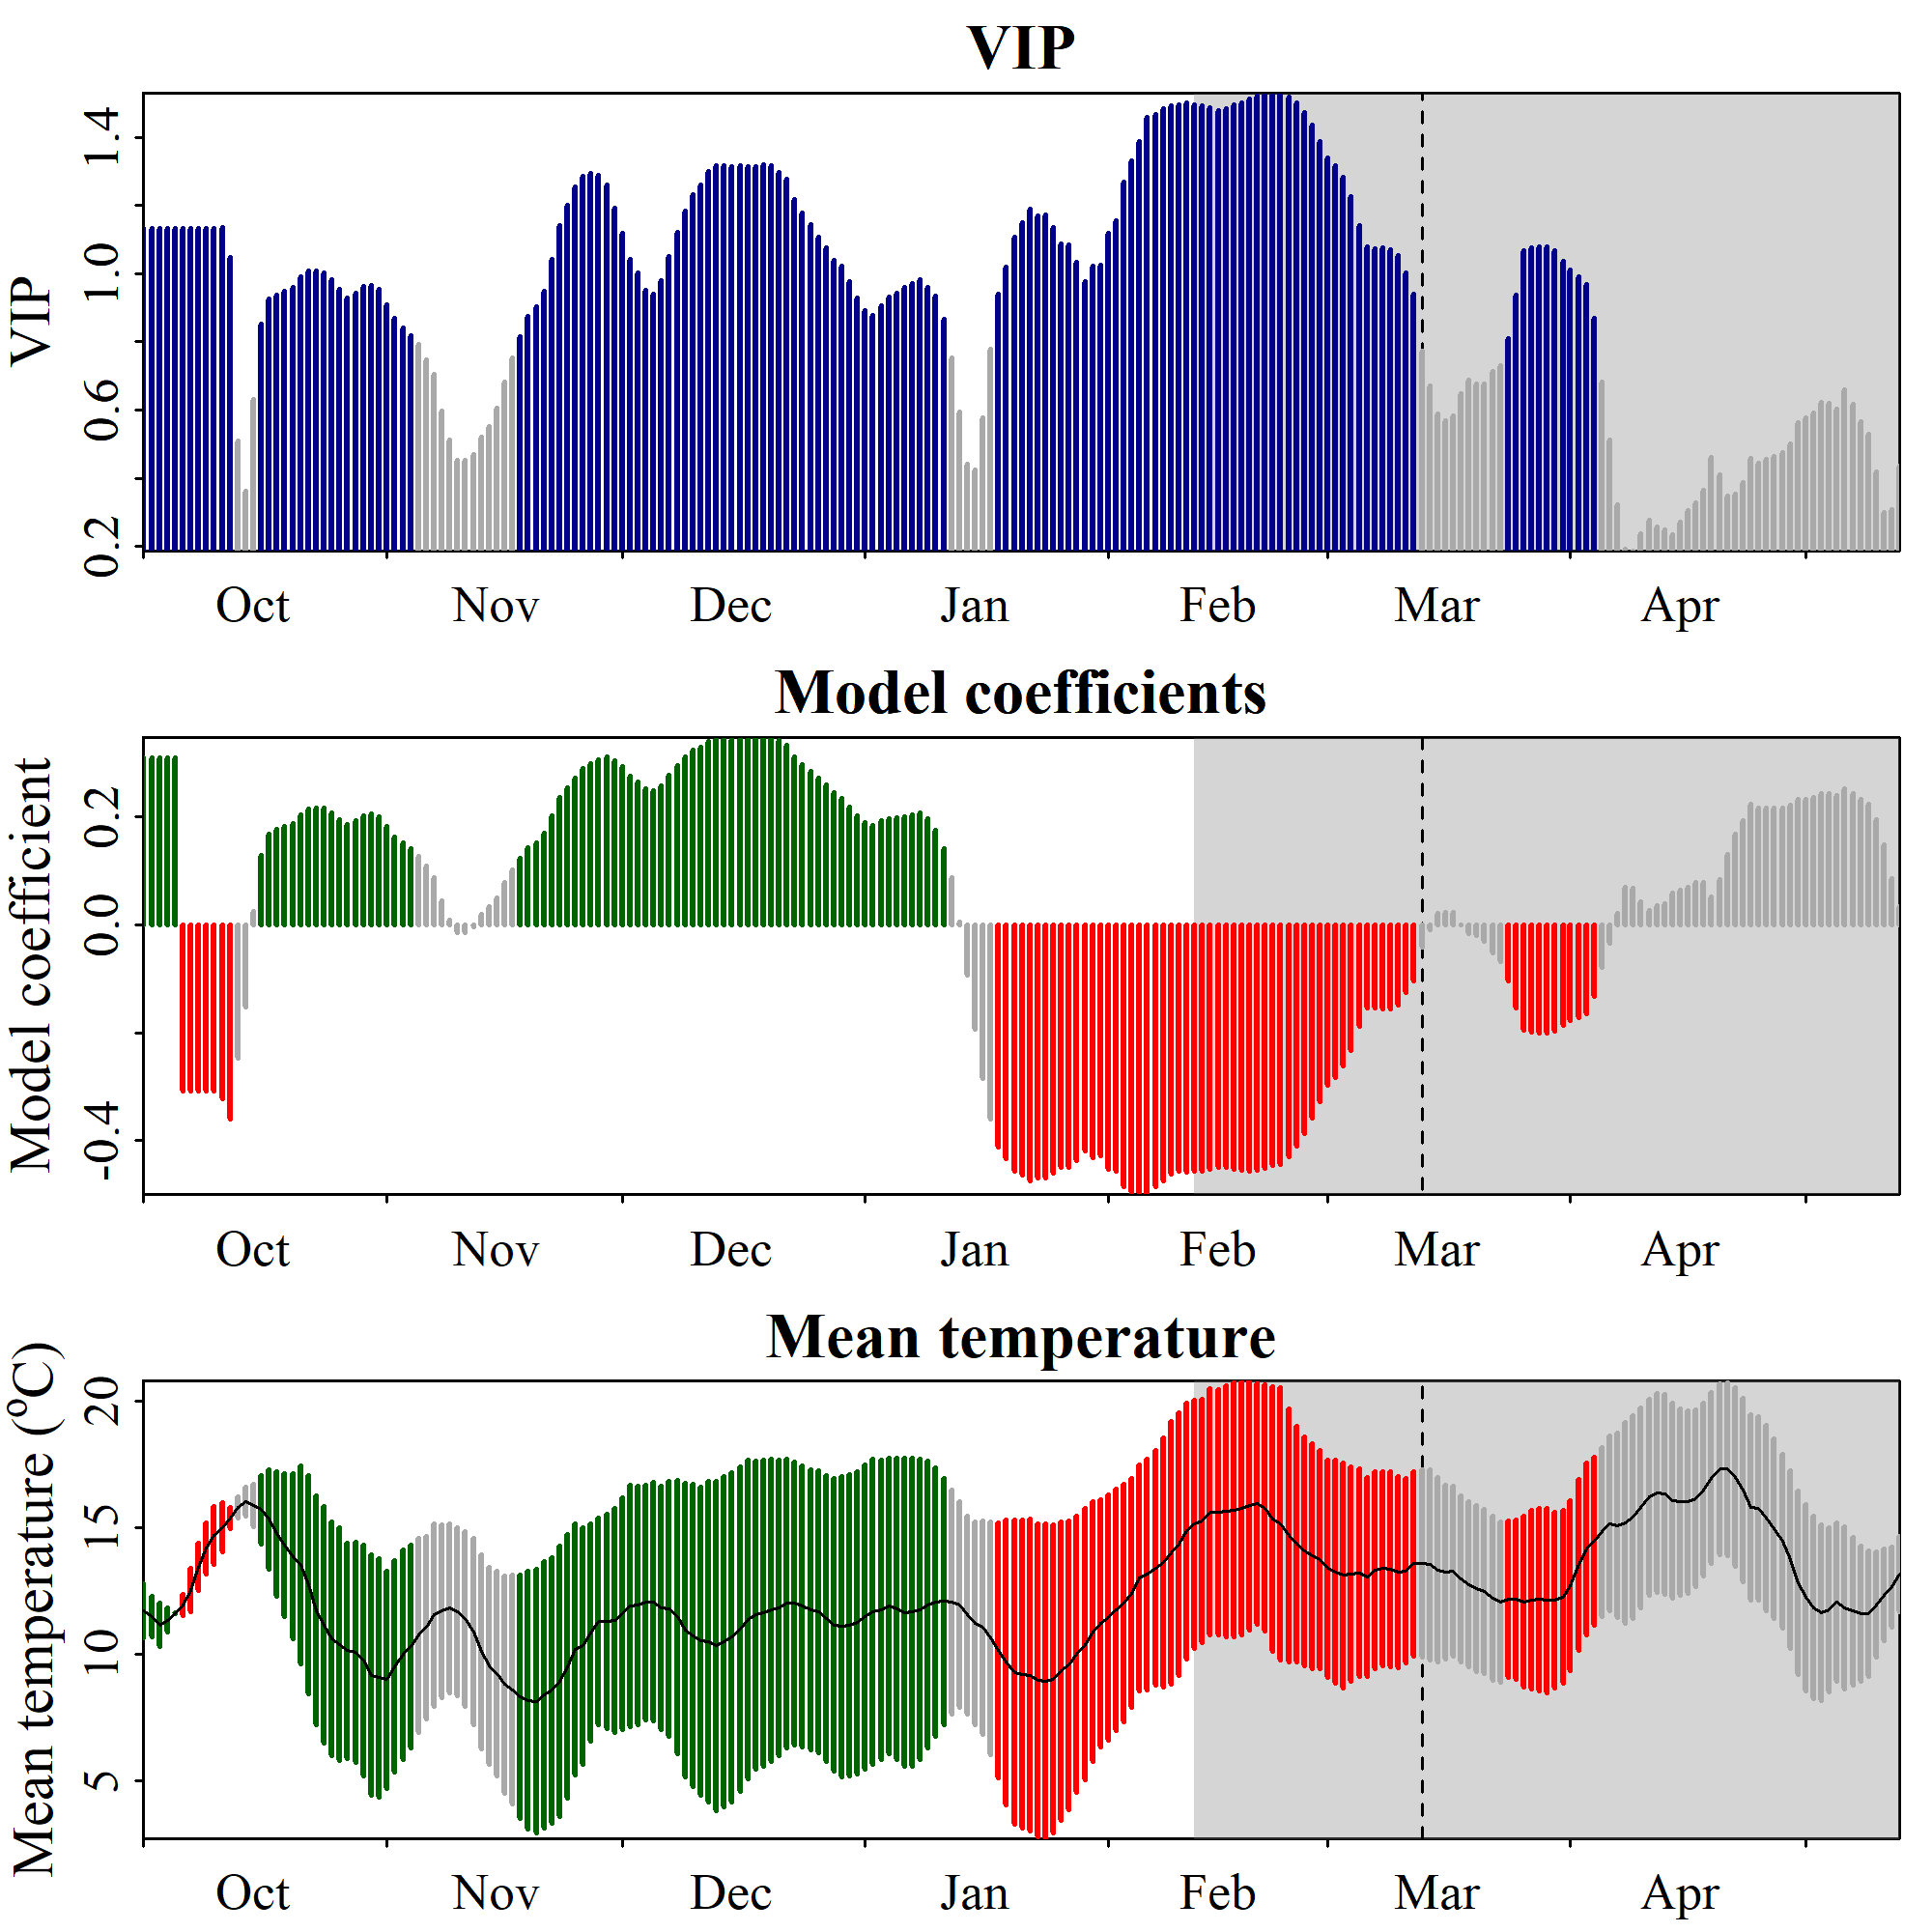 VIP
VIP
0.2 0.6 1.0 1.4
Oct Nov Dec Jan Feb Mar Apr
Model coefficients
Model coefficient
-0.4 0.0 0.2
Oct Nov Dec Jan Feb Mar Apr
Mean temperature
Mean temperature (ºC)
5 10 15 20
Oct Nov Dec Jan Feb Mar Apr